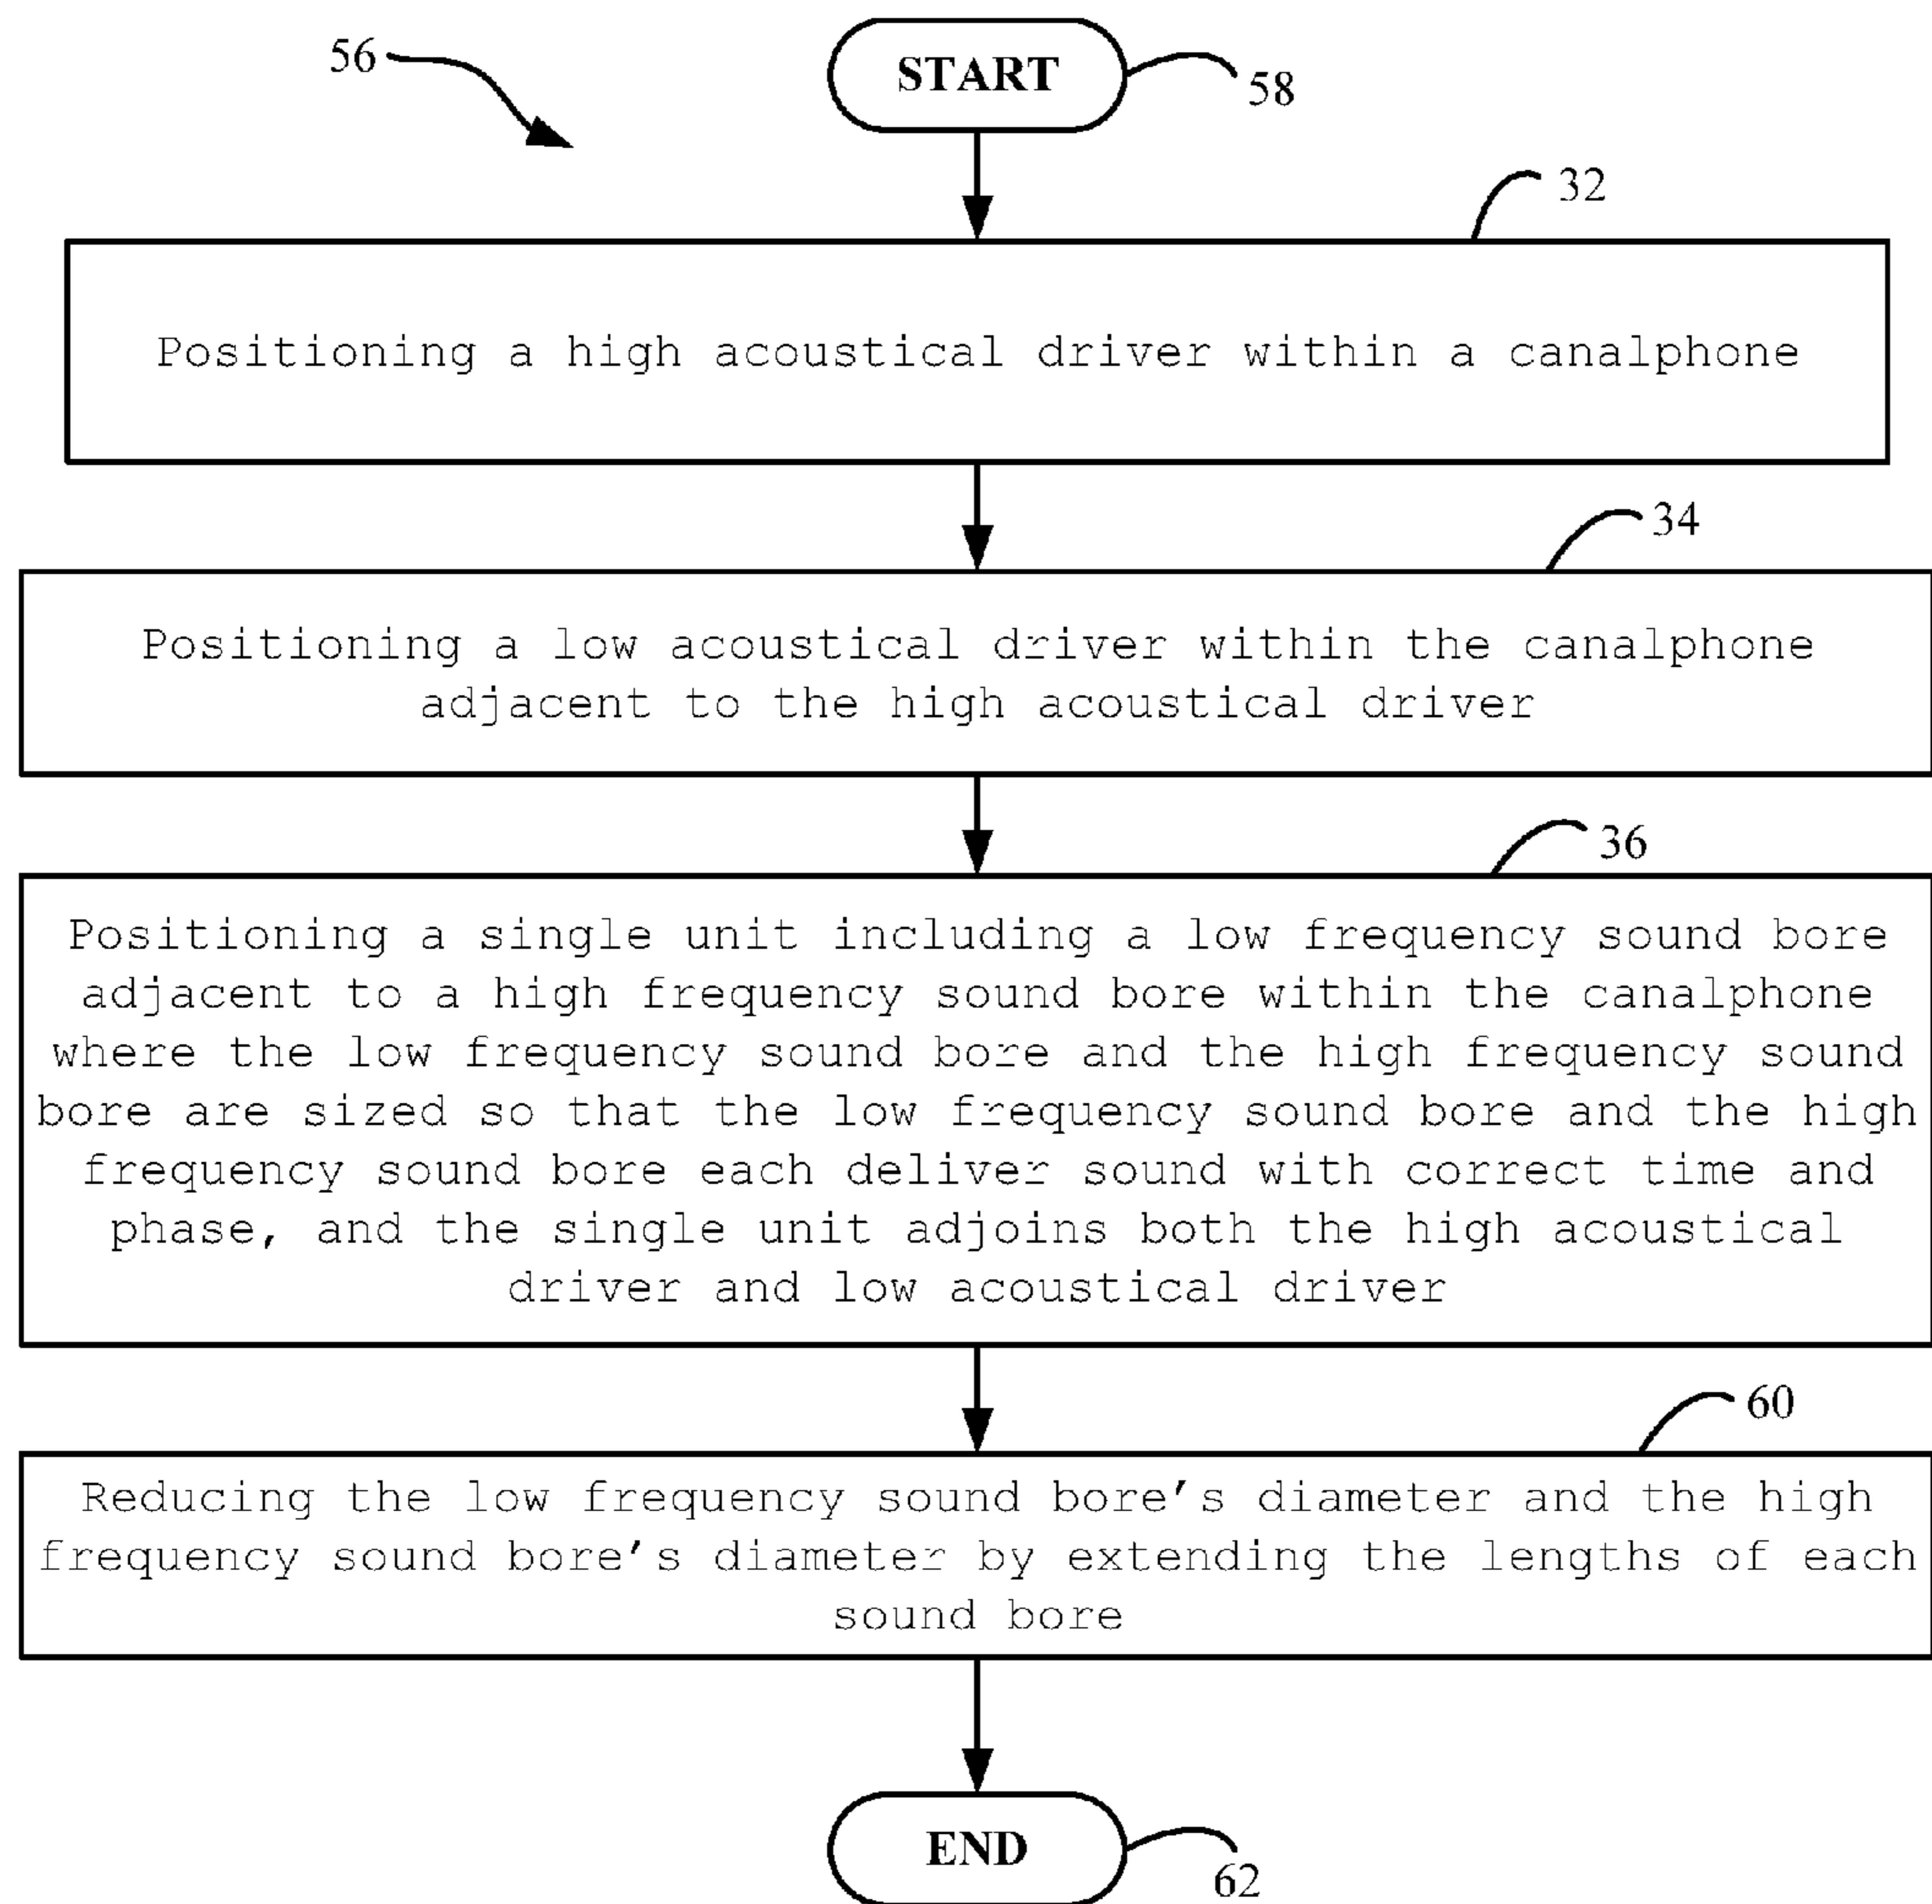 56
START
58
32
Positioning a high acoustical driver within a canalphone
34
Positioning a low acoustical driver within the canalphone
adjacent to the high acoustical driver
36
Positioning a single unit including a low frequency sound bore
adjacent to a high frequency sound bore within the canalphone
where the low frequency sound bore and the high frequency sound
bore are sized so that the low frequency sound bore and the high
frequency sound bore each deliver sound with correct time and
phase, and the single unit adjoins both the high acoustical
driver and low acoustical driver
60
Reducing the low frequency sound bore's diameter and the high
frequency sound bore's diameter by extending the lengths of each
sound bore
END
62